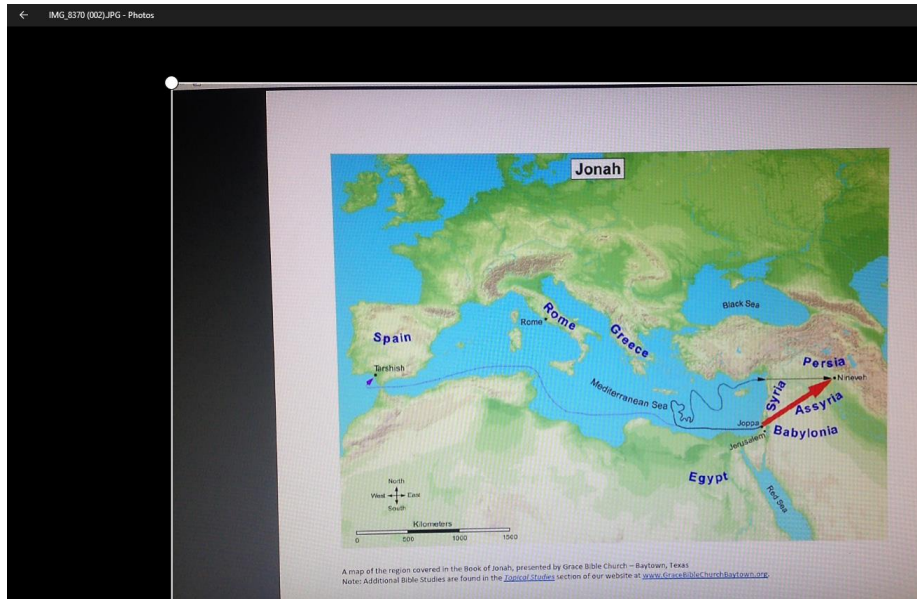 ← IMG_8370 (002).JPG - Photos
Jonah
Black Sea
Rome
Rome
Greece
Spain
Persia
Tarshish
Nineveh
Mediterranean Sea
Syria
Assyria
Joppa
Babylonia
Jerusalem
Egypt
Red Sea
North
West East
South
Kilometers
0 500 1000 1500
A map of the region covered in the Book of Jonah, presented by Grace Bible Church – Baytown, Texas
Note: Additional Bible Studies are found in the Topical Studies section of our website at www.GraceBibleChurchBaytown.org.